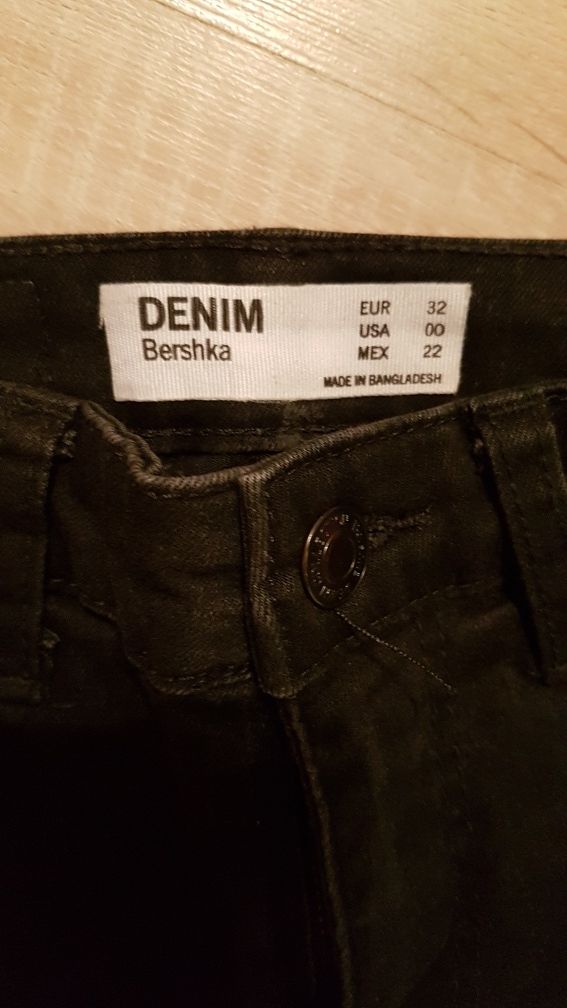 DENIM
Bershka
EUR 32
USA 00
MEX 22
MADE IN BANGLADESH